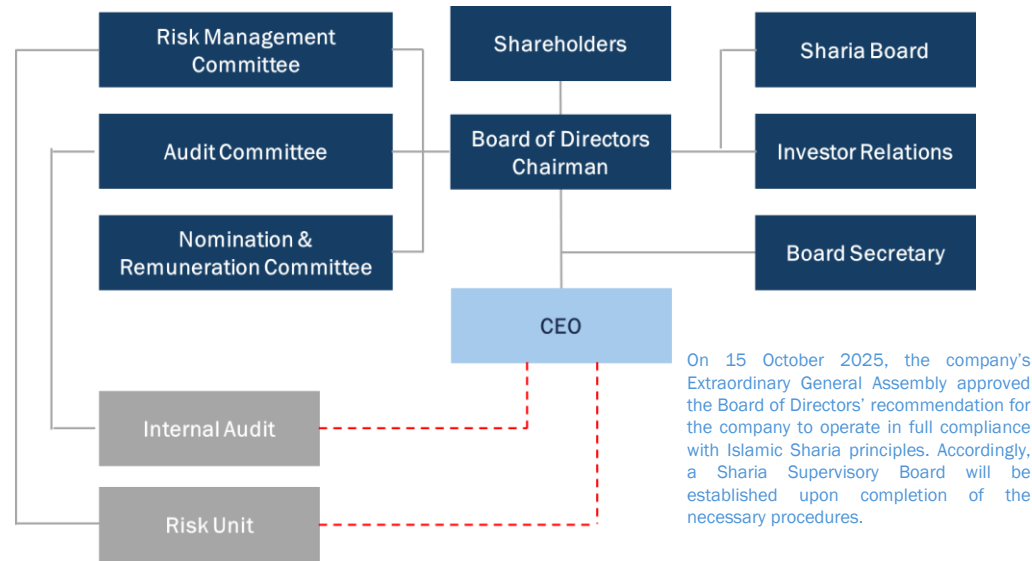 Risk Management
Committee
Shareholders
Sharia Board
Audit Committee
Board of Directors
Chairman
Investor Relations
Nomination &
Remuneration Committee
Board Secretary
CEO
On 15 October 2025, the company’s
Extraordinary General Assembly approved
the Board of Directors’ recommendation for
the company to operate in full compliance
with Islamic Sharia principles. Accordingly,
a Sharia Supervisory Board will be
established upon completion of the
necessary procedures.
Internal Audit
Risk Unit